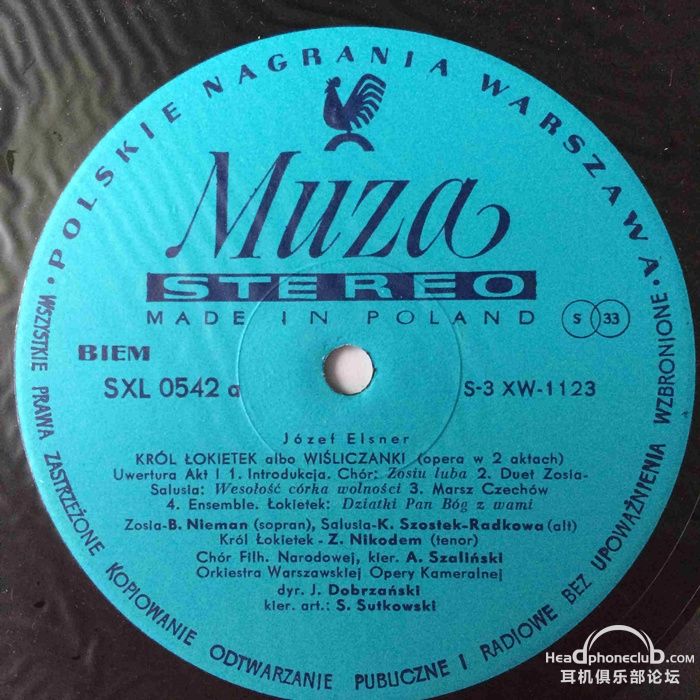 · POLSKIE NAGRANIA WARSZAWA ·
Muza
STEREO
MADE IN POLAND
S 33
BIEM
SXL 0542 a
S-3 XW-1123
Józef Elsner
KRÓL ŁOKIETEK albo WIŚLICZANKI (opera w 2 aktach)
Uwertura Akt I 1. Introdukcja. Chór: Zosiu luba 2. Duet Zosia-
Salusia: Wesołość córka wolności 3. Marsz Czechów
4. Ensemble. Łokietek: Dziatki Pan Bóg z wami
Zosia-B. Nieman (sopran), Salusia-K. Szostek-Radkowa (alt)
Król Łokietek - Z. Nikodem (tenor)
Chór Filh. Narodowej, kier. A. Szaliński
Orkiestra Warszawskiej Opery Kameralnej
dyr. J. Dobrzański
kier. art.: S. Sutkowski
WSZYSTKIE PRAWA ZASTRZEŻONE KOPIOWANIE ODTWARZANIE PUBLICZNE I RADIOWE BEZ UPOWAŻNIENIA WZBRONIONE
Headphoneclub.com
耳机俱乐部论坛